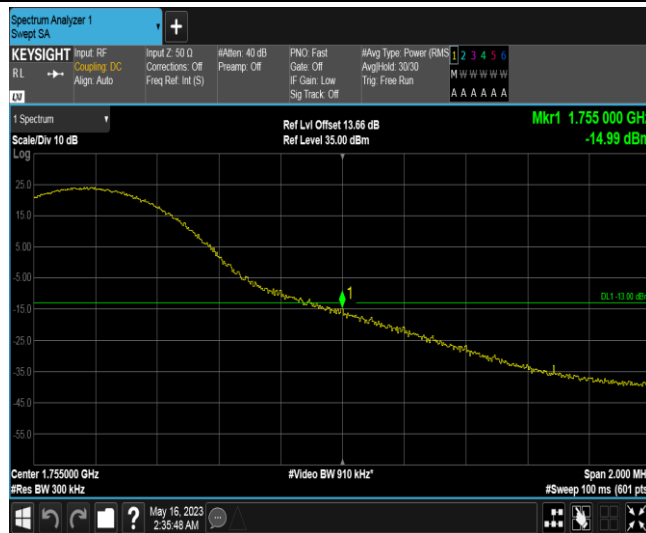 Spectrum Analyzer 1
Swept SA
+
KEYSIGHT
RL
LXI
Input: RF
Coupling: DC
Align: Auto
Input Z: 50 Ω
Corrections: Off
Freq Ref: Int (S)
#Atten: 40 dB
Preamp: Off
PNO: Fast
Gate: Off
IF Gain: Low
Sig Track: Off
#Avg Type: Power (RMS
Avg|Hold: 30/30
Trig: Free Run
1 2 3 4 5 6
M W W W W W
A A A A A A
1 Spectrum
Scale/Div 10 dB
Log
Ref Lvl Offset 13.66 dB
Ref Level 35.00 dBm
Mkr1 1.755 000 GHz
-14.99 dBm
25.0
15.0
5.00
-5.00
-15.0
-25.0
-35.0
-45.0
-55.0
1
DL1 -13.00 dBm
1
Center 1.755000 GHz
#Res BW 300 kHz
#Video BW 910 kHz*
Span 2.000 MH
#Sweep 100 ms (601 pts
?
May 16, 2023
2:35:48 AM